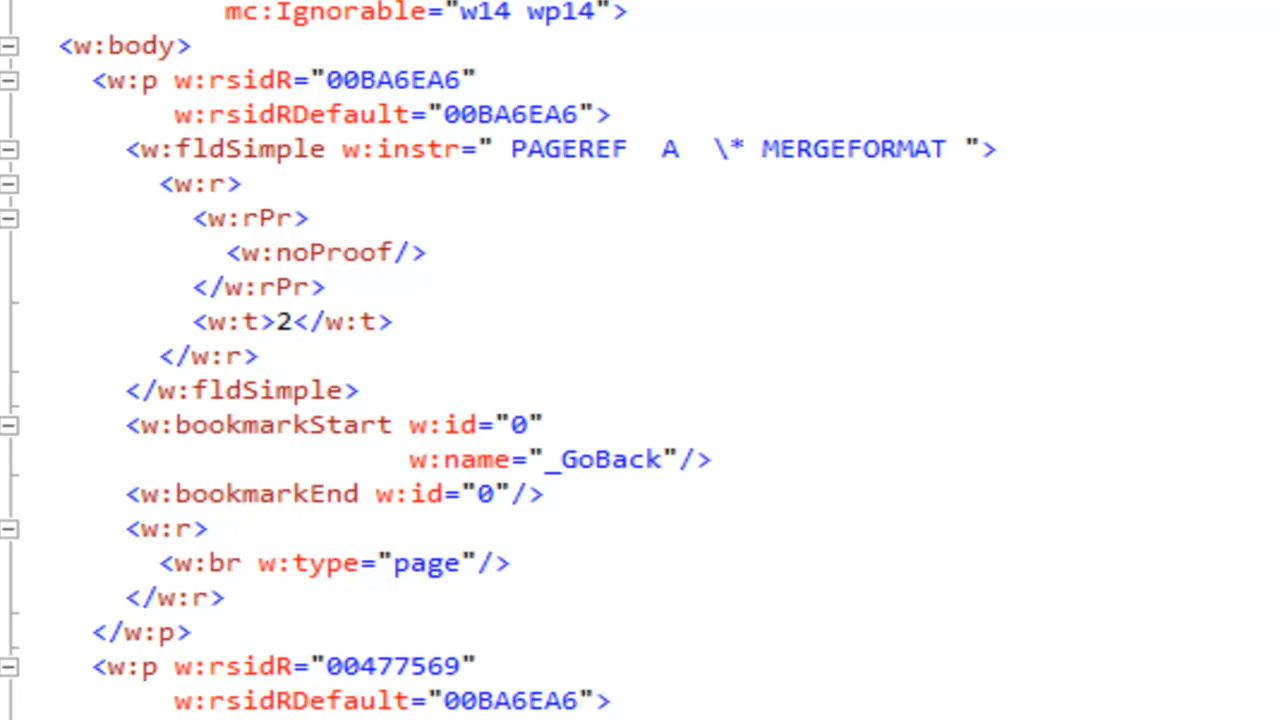 mc:Ignorable="w14 wp14">
<w:body>
<w:p w:rsidR="00BA6EA6"
w:rsidRDefault="00BA6EA6">
<w:fldSimple w:instr=" PAGEREF  A  \* MERGEFORMAT ">
<w:r>
<w:rPr>
<w:noProof/>
</w:rPr>
<w:t>2</w:t>
</w:r>
</w:fldSimple>
<w:bookmarkStart w:id="0"
w:name="_GoBack"/>
<w:bookmarkEnd w:id="0"/>
<w:r>
<w:br w:type="page"/>
</w:r>
</w:p>
<w:p w:rsidR="00477569"
w:rsidRDefault="00BA6EA6">